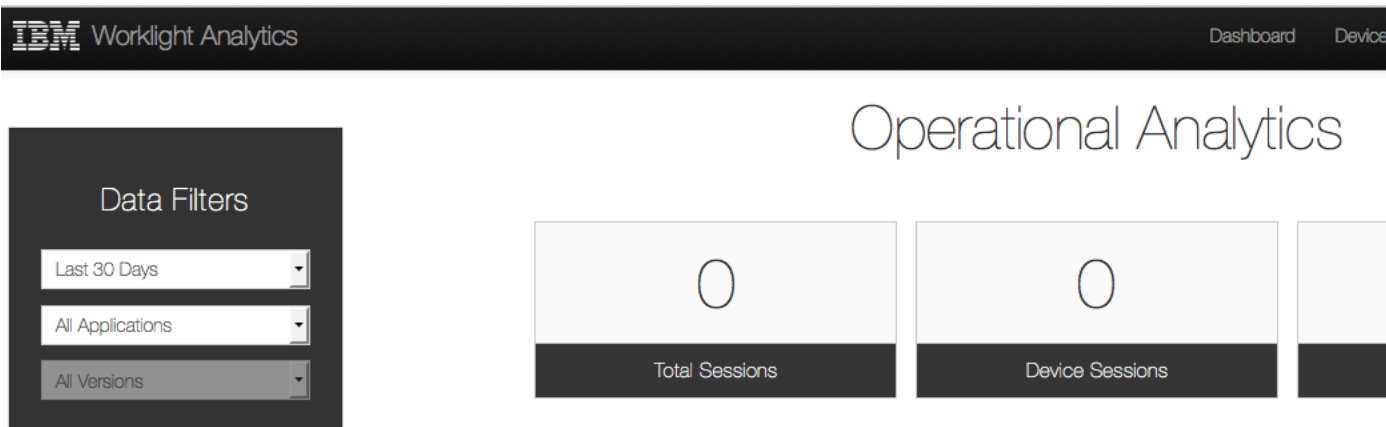 IBM Worklight Analytics Dashboard Device
Operational Analytics
Data Filters
Last 30 Days
All Applications
All Versions
0 0
Total Sessions Device Sessions